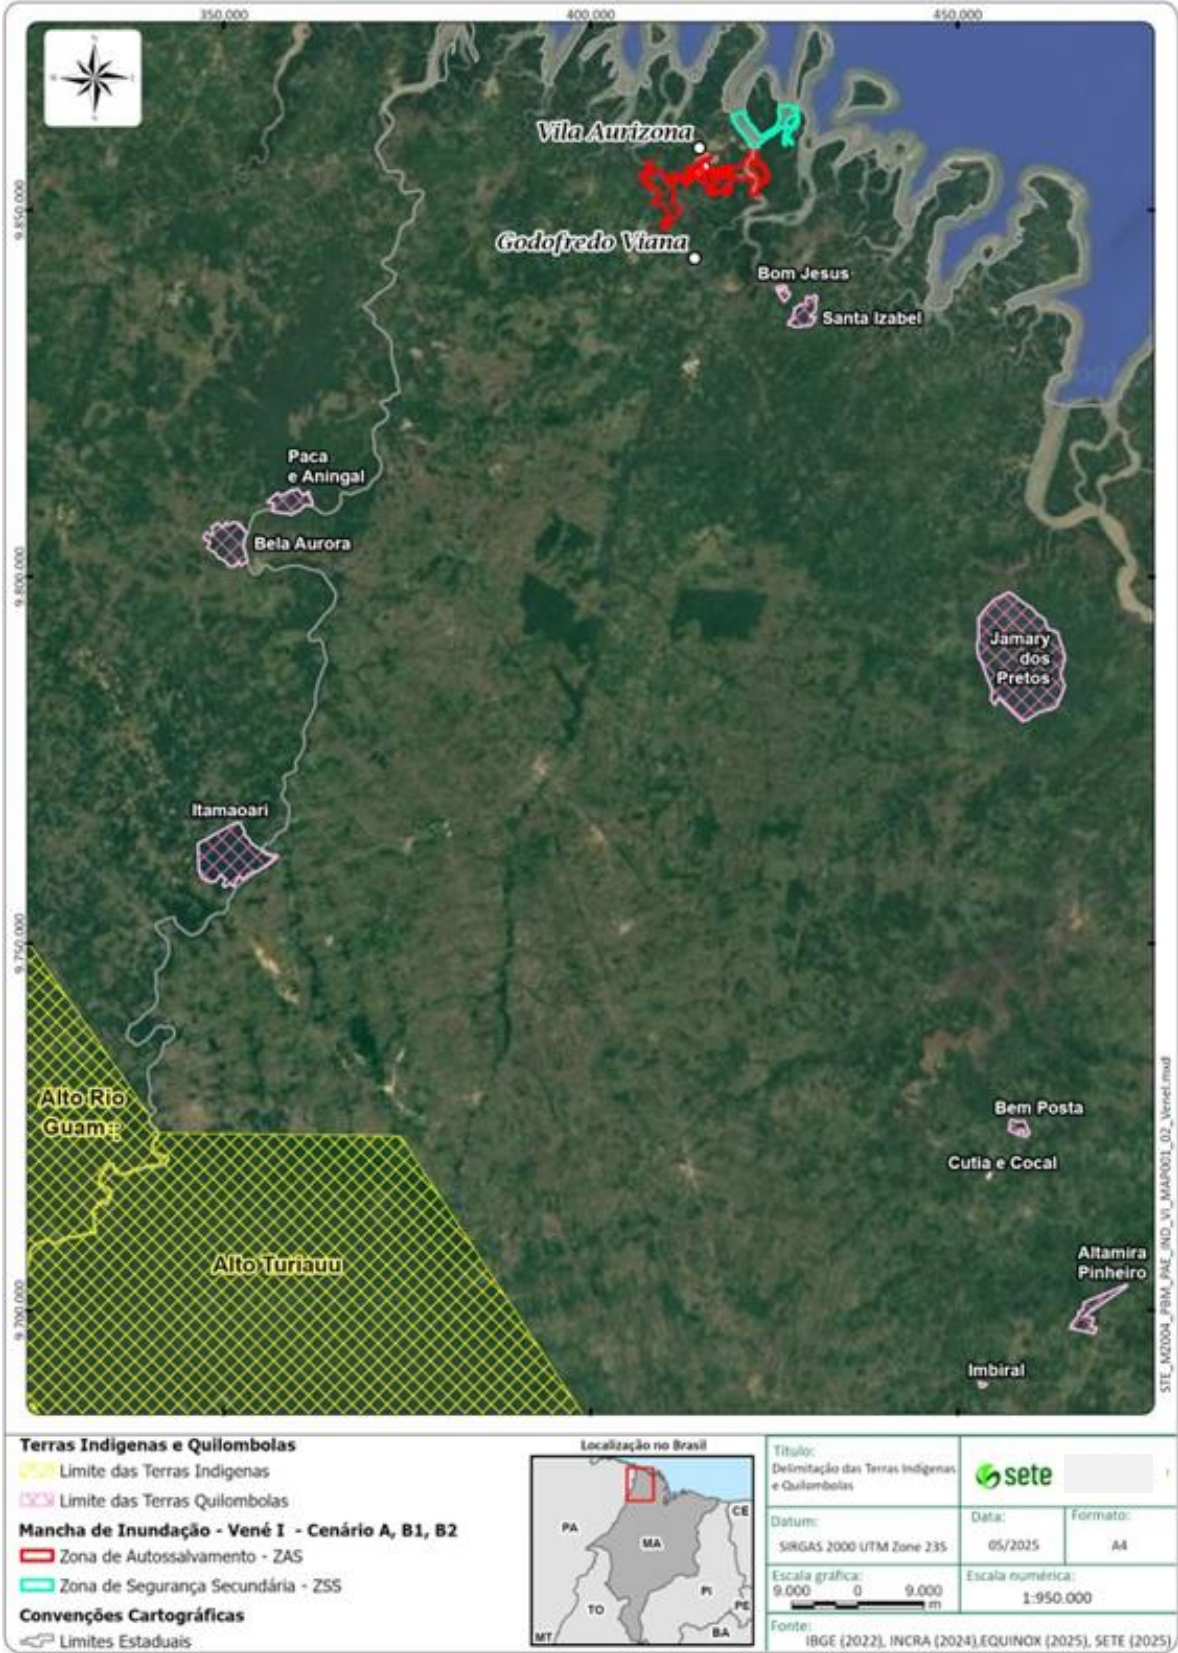 350.000
400.000
450.000
N
Vila Aurizona
9.850.000
Godofredo Viana
Bom Jesus
Santa Izabel
Paca
e Aningal
Bela Aurora
9.800.000
Jamary
dos
Pretos
Itamaoari
9.750.000
Alto Rio
Guam
Bem Posta
Cutia e Cocal
Alto Turiauu
Altamira
Pinheiro
9.700.000
Imbiral
STE_M2004_PBM_PAE_IND_VI_MAP001_02_VeneI.mxd
Terras Indigenas e Quilombolas
Limite das Terras Indigenas
Limite das Terras Quilombolas
Mancha de Inundação - Vené I - Cenário A, B1, B2
Zona de Autossalvamento - ZAS
Zona de Segurança Secundária - ZSS
Convenções Cartográficas
Limites Estaduais
Localização no Brasil
PA
MA
CE
PI
TO
PE
BA
MT
Título:
Delimitação das Terras Indígenas
e Quilombolas
sete
Datum:
SIRGAS 2000 UTM Zone 23S
Data:
05/2025
Formato:
A4
Escala gráfica:
9.000 0 9.000
m
Escala numérica:
1:950.000
Fonte:
IBGE (2022), INCRA (2024),EQUINOX (2025), SETE (2025)